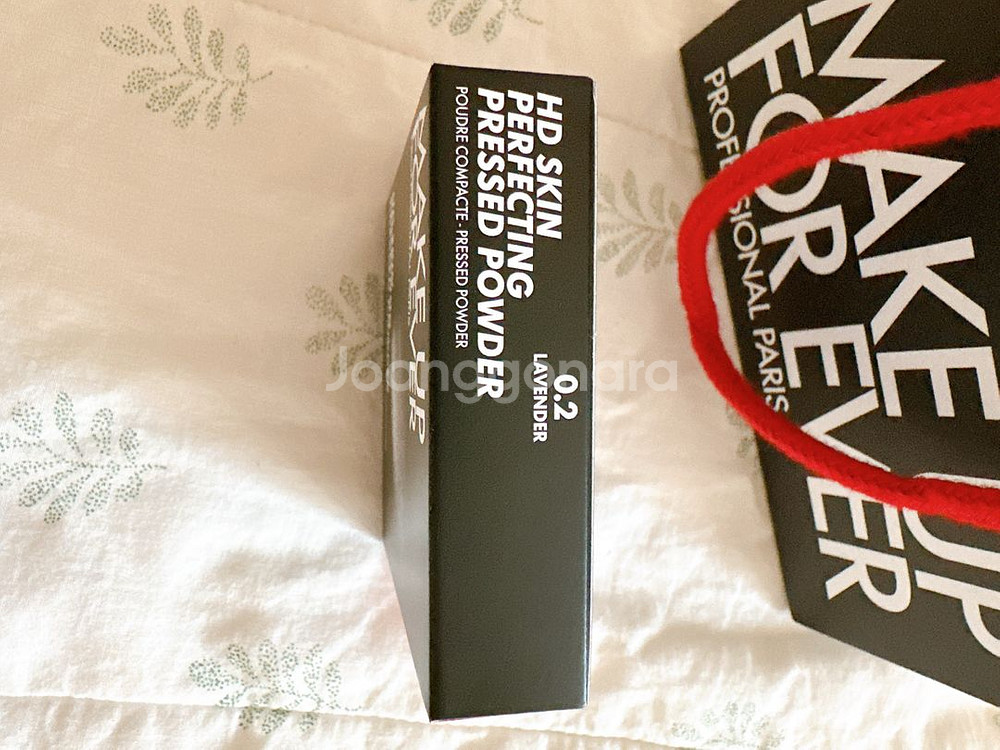 HD SKIN
PERFECTING
PRESSED POWDER
POUDRE COMPACTE - PRESSED POWDER
0.2
LAVENDER
MAKE UP
FOR EVER
MAKE UP
FOR EVER
PROFESSIONAL PARIS
Joonggonara